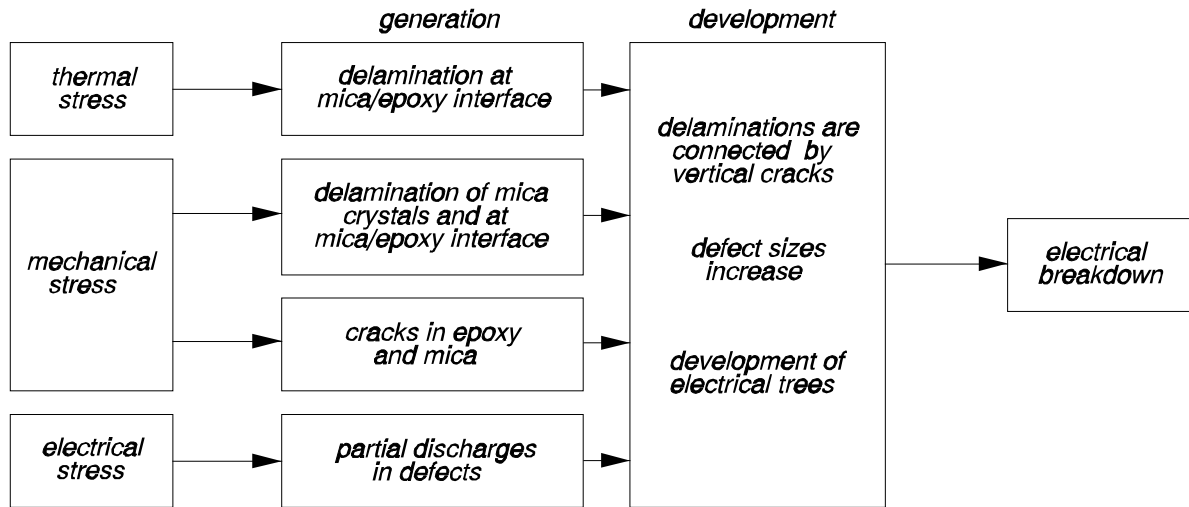 generation
development
thermal
stress
delamination at
mica/epoxy interface
mechanical
stress
delamination of mica
crystals and at
mica/epoxy interface
cracks in epoxy
and mica
electrical
stress
partial discharges
in defects
delaminations are
connected by
vertical cracks
defect sizes
increase
development of
electrical trees
electrical
breakdown